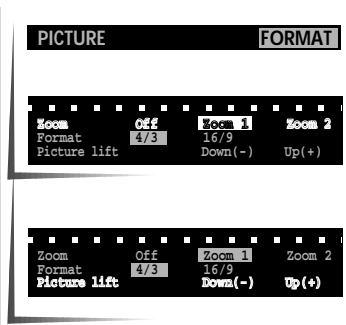 PICTURE FORMAT
Zoom Off Zoom 1 Zoom 2
Format 4/3 16/9
Picture lift Down(-) Up(+)
Zoom Off Zoom 1 Zoom 2
Format 4/3 16/9
Picture lift Down(-) Up(+)